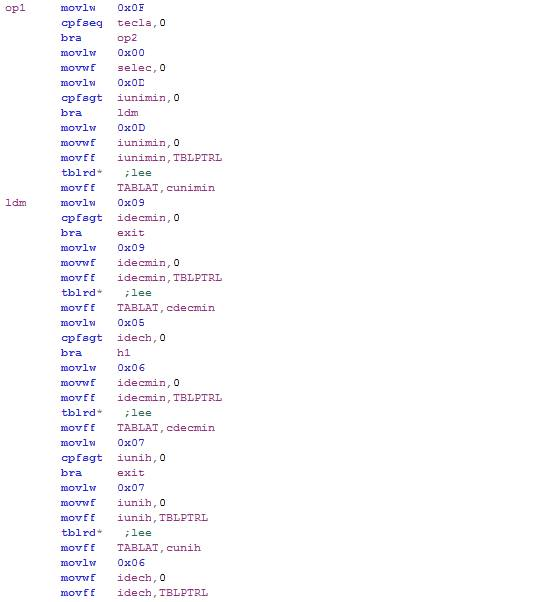 op1 movlw 0x0F
cpfseq tecla,0
bra op2
movlw 0x00
movwf selec,0
movlw 0x0D
cpfsgt iunimin,0
bra ldm
movlw 0x0D
movwf iunimin,0
movff iunimin,TBLPTRL
tblrd* ;lee
movff TABLAT,cunimin
ldm movlw 0x09
cpfsgt idecmin,0
bra exit
movlw 0x09
movwf idecmin,0
movff idecmin,TBLPTRL
tblrd* ;lee
movff TABLAT,cdecmin
movlw 0x05
cpfsgt idech,0
bra h1
movlw 0x06
movwf idecmin,0
movff idecmin,TBLPTRL
tblrd* ;lee
movff TABLAT,cdecmin
movlw 0x07
cpfsgt iunih,0
bra exit
movlw 0x07
movwf iunih,0
movff iunih,TBLPTRL
tblrd* ;lee
movff TABLAT,cunih
movlw 0x06
movwf idech,0
movff idech,TBLPTRL